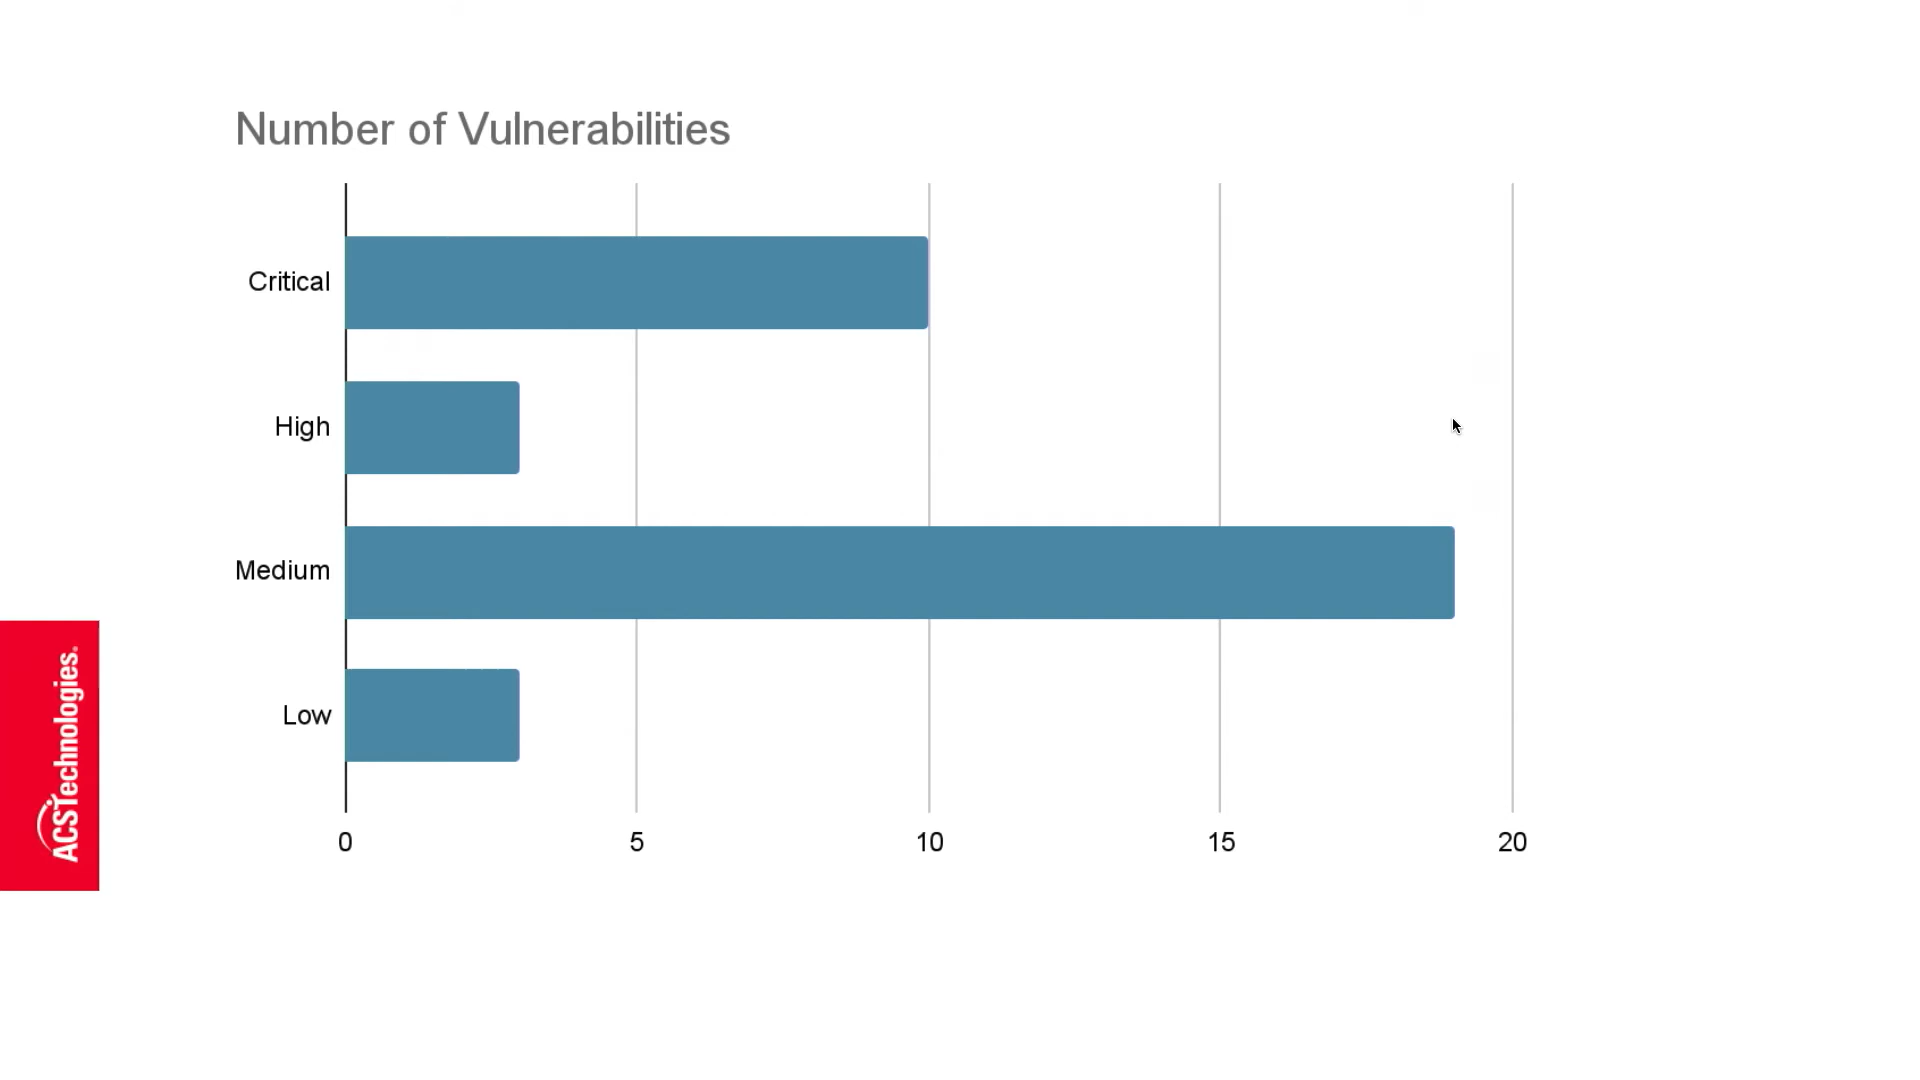 Number of Vulnerabilities
Critical
High
Medium
Low
0 5 10 15 20
ACSTechnologies.